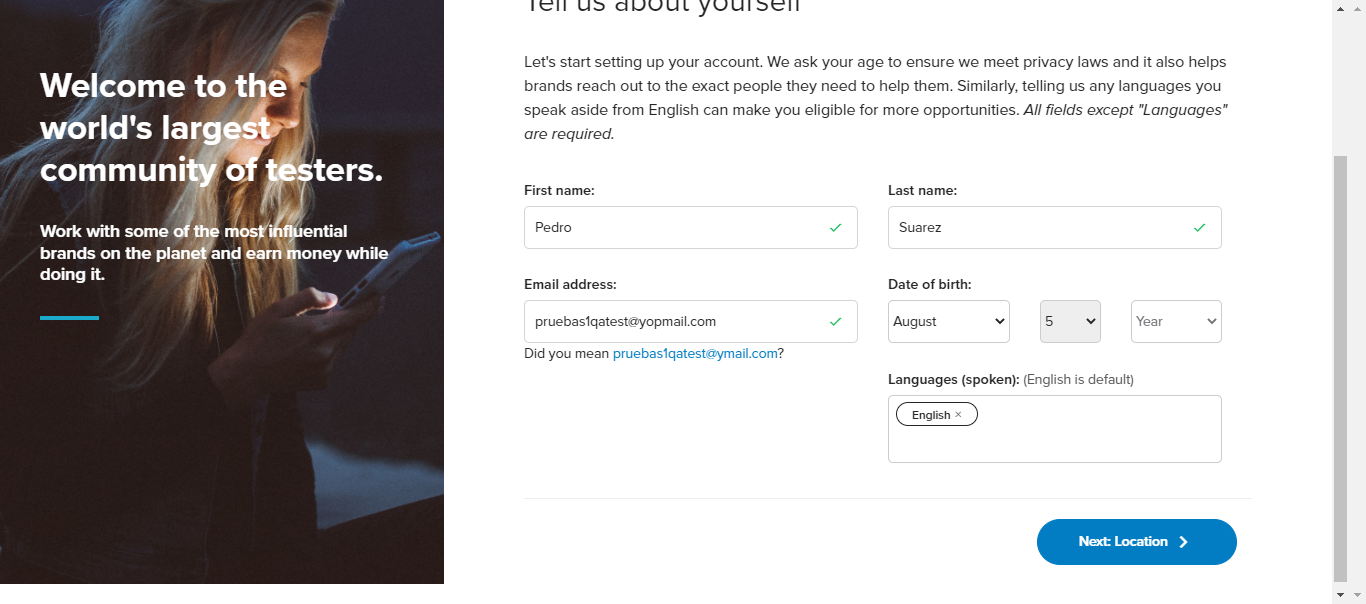 Welcome to the
world's largest
community of testers.
Work with some of the most influential
brands on the planet and earn money while
doing it.
Tell us about yourself
Let's start setting up your account. We ask your age to ensure we meet privacy laws and it also helps
brands reach out to the exact people they need to help them. Similarly, telling us any languages you
speak aside from English can make you eligible for more opportunities. All fields except "Languages"
are required.
First name:
Pedro
Last name:
Suarez
Email address:
pruebas1qatest@yopmail.com
Did you mean pruebas1qatest@ymail.com?
Date of birth:
August 5 Year
Languages (spoken): (English is default)
English ×
Next: Location